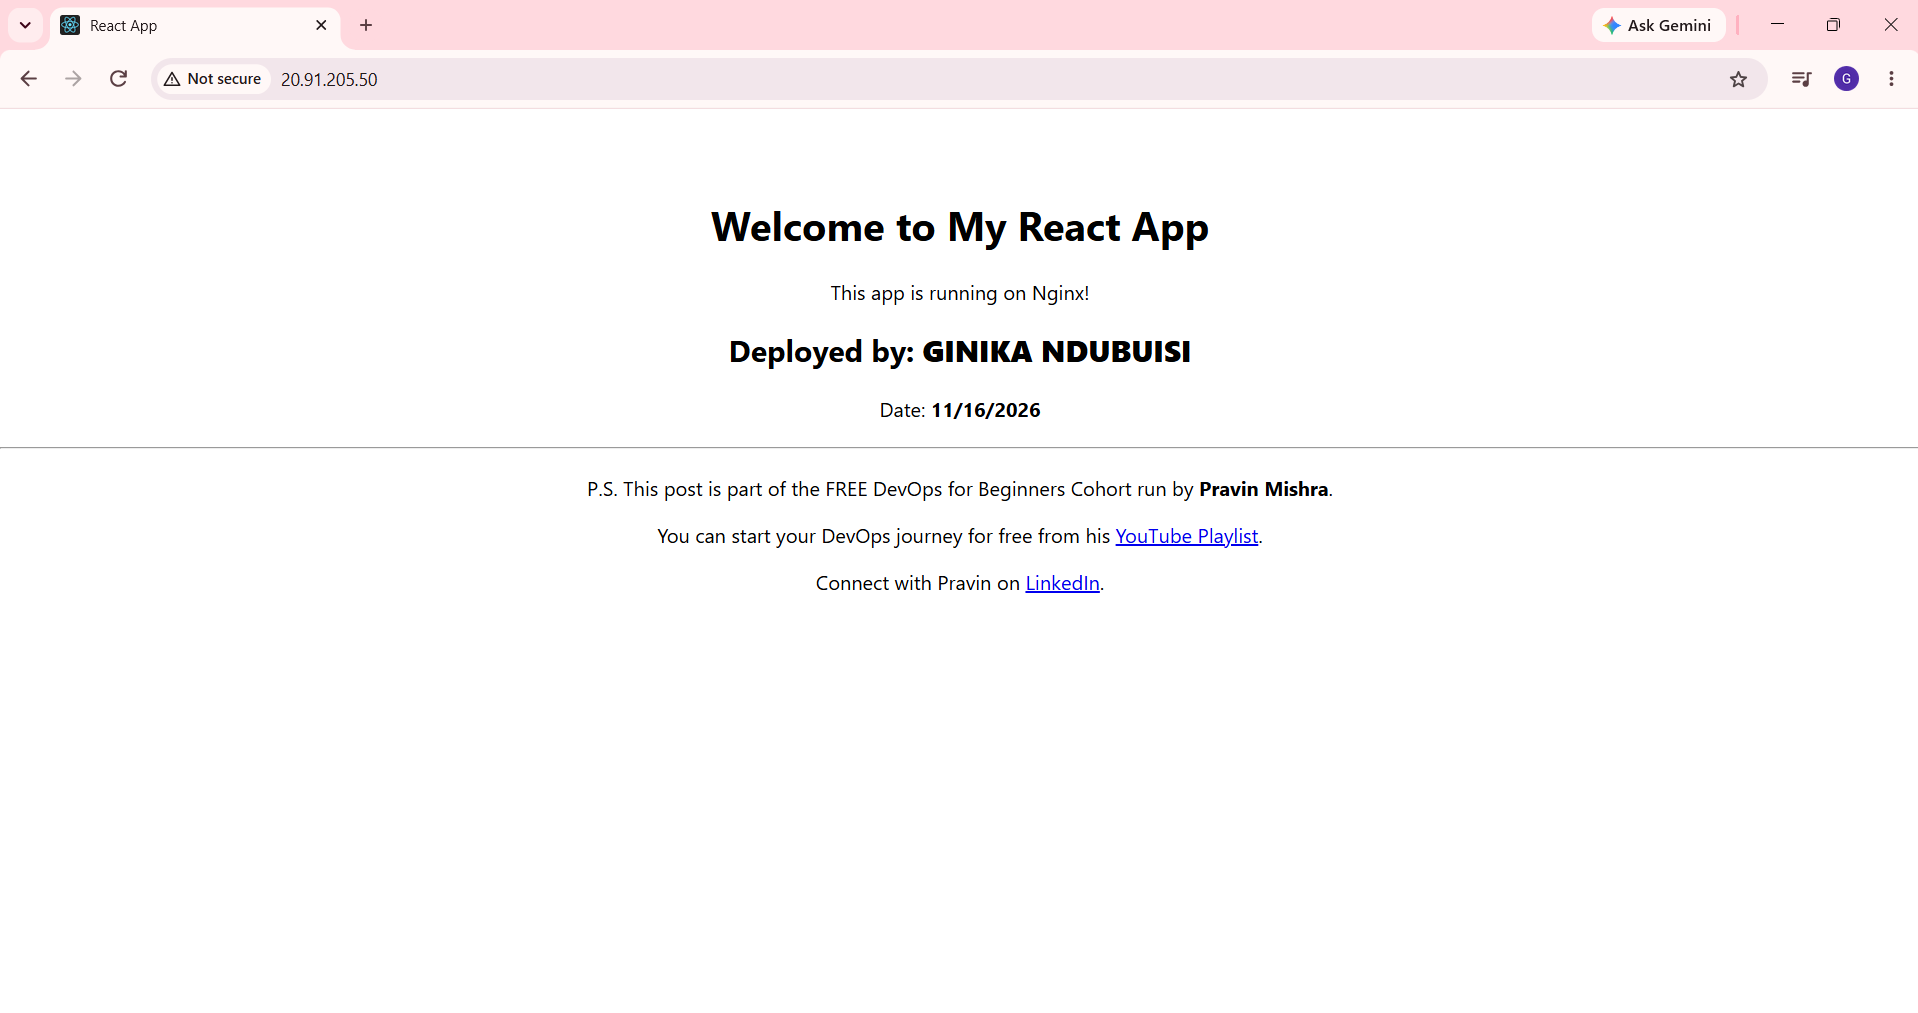 React App
Ask Gemini
Not secure
20.91.205.50
G
Welcome to My React App
This app is running on Nginx!
Deployed by: GINIKA NDUBUISI
Date: 11/16/2026
P.S. This post is part of the FREE DevOps for Beginners Cohort run by Pravin Mishra.
You can start your DevOps journey for free from his YouTube Playlist.
Connect with Pravin on LinkedIn.